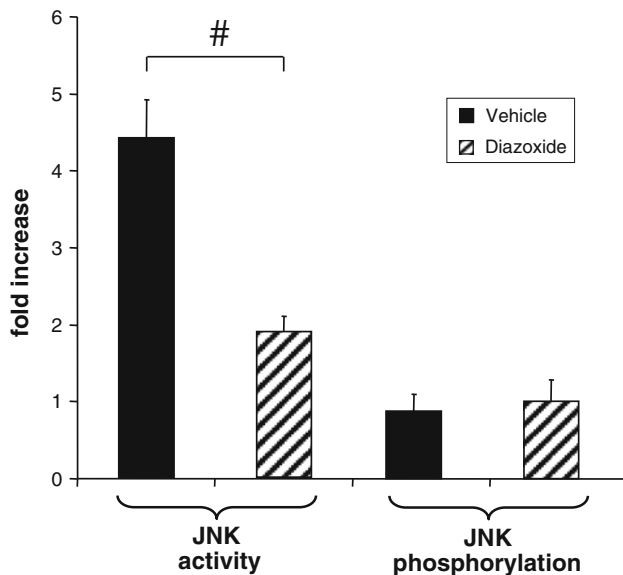 #
6
5
4
3
2
1
0
fold increase
Vehicle
Diazoxide
JNK
activity
JNK
phosphorylation